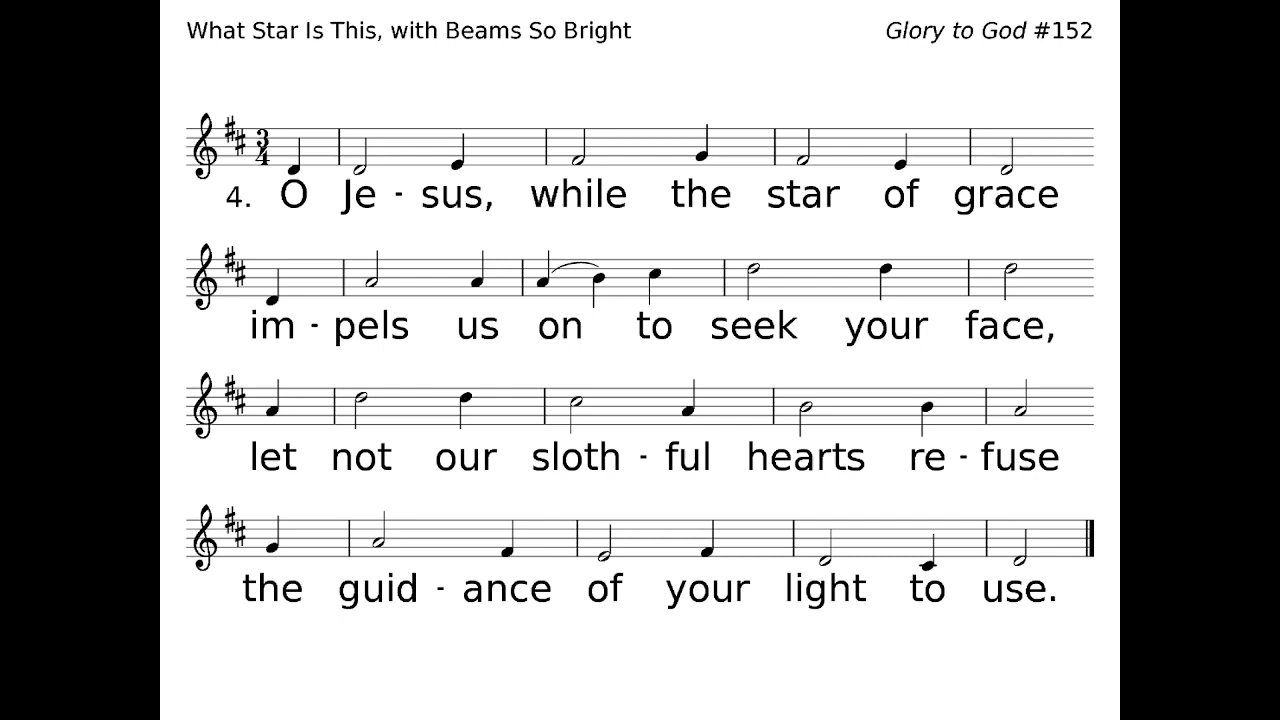 What Star Is This, with Beams So Bright Glory to God #152
4. O Je - sus, while the star of grace
im - pels us on to seek your face,
let not our sloth - ful hearts re - fuse
the guid - ance of your light to use.